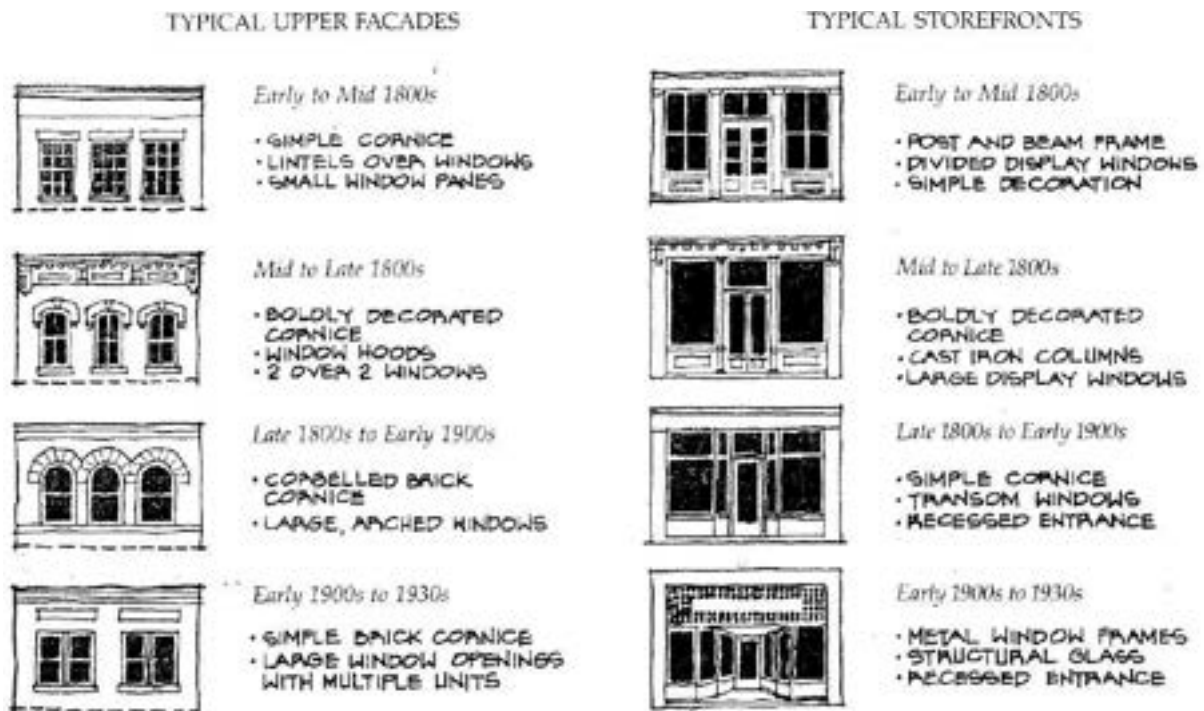 TYPICAL UPPER FACADES
Early to Mid 1800s
• SIMPLE CORNICE
• LINTELS OVER WINDOWS
• SMALL WINDOW PANES
Mid to Late 1800s
• BOLDLY DECORATED
CORNICE
• WINDOW HOODS
• 2 OVER 2 WINDOWS
Late 1800s to Early 1900s
• CORBELLED BRICK
CORNICE
• LARGE, ARCHED WINDOWS
Early 1900s to 1930s
• SIMPLE BRICK CORNICE
• LARGE WINDOW OPENINGS
WITH MULTIPLE UNITS
TYPICAL STOREFRONTS
Early to Mid 1800s
• POST AND BEAM FRAME
• DIVIDED DISPLAY WINDOWS
• SIMPLE DECORATION
Mid to Late 1800s
• BOLDLY DECORATED
CORNICE
• CAST IRON COLUMNS
• LARGE DISPLAY WINDOWS
Late 1800s to Early 1900s
• SIMPLE CORNICE
• TRANSOM WINDOWS
• RECESSED ENTRANCE
Early 1900s to 1930s
• METAL WINDOW FRAMES
• STRUCTURAL GLASS
• RECESSED ENTRANCE